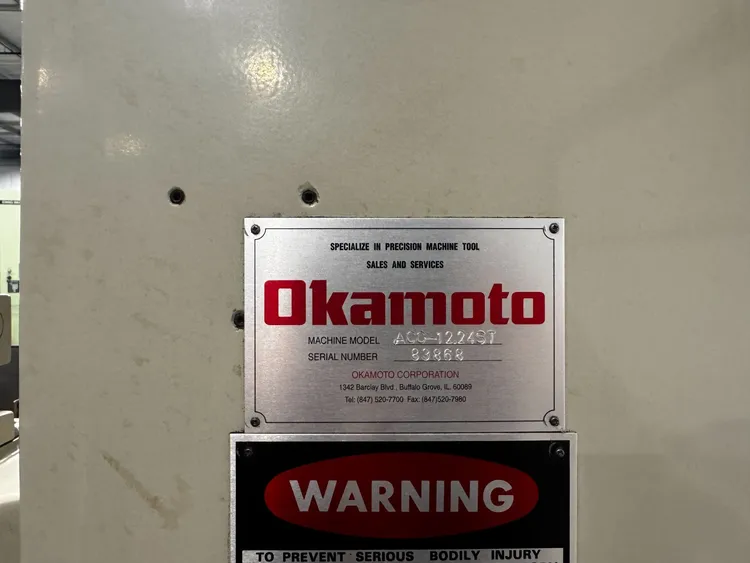 SPECIALIZE IN PRECISION MACHINE TOOL
SALES AND SERVICES
Okamoto
MACHINE MODEL ACC-1224ST
SERIAL NUMBER 83868
OKAMOTO CORPORATION
1342 Barclay Blvd., Buffalo Grove, IL. 60089
Tel: (847) 520-7700 Fax: (847)520-7980
WARNING
TO PREVENT SERIOUS BODILY INJURY